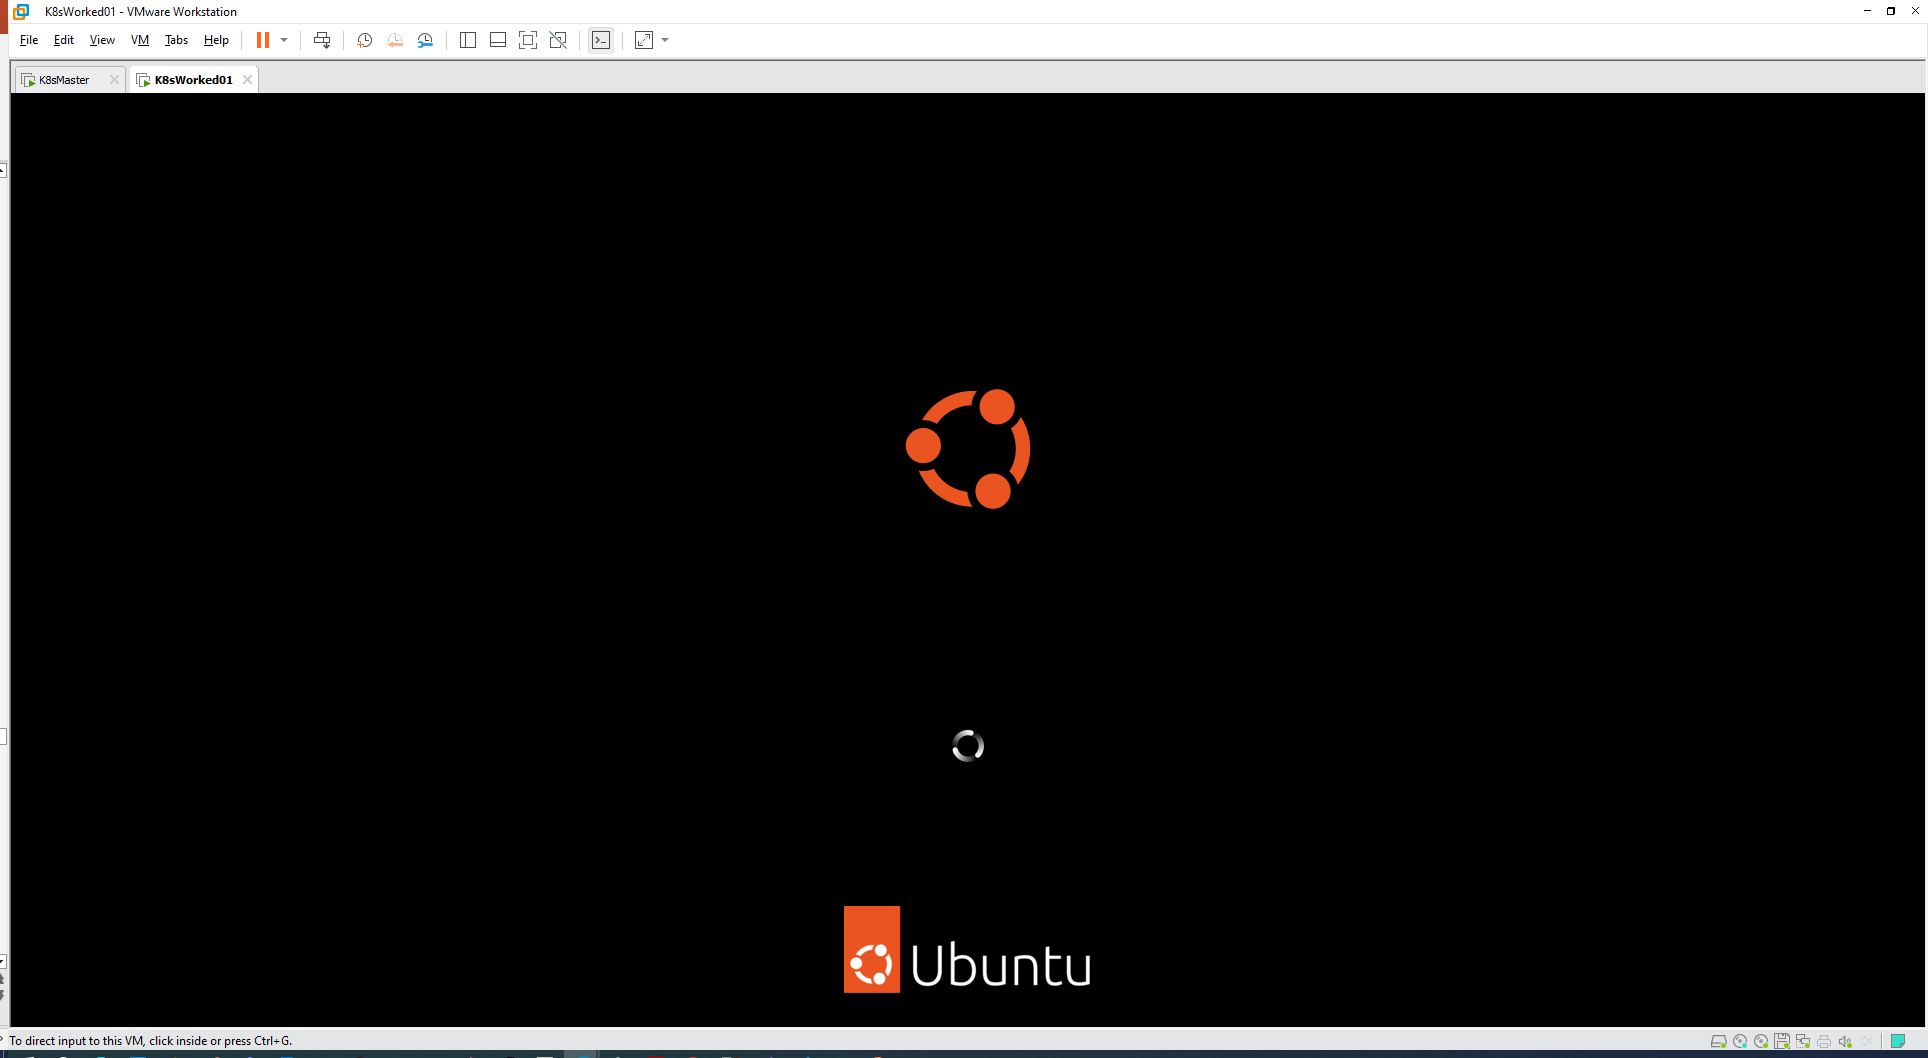 K8sWorked01 - VMware Workstation
File Edit View VM Tabs Help
K8sMaster K8sWorked01
Ubuntu
To direct input to this VM, click inside or press Ctrl+G.